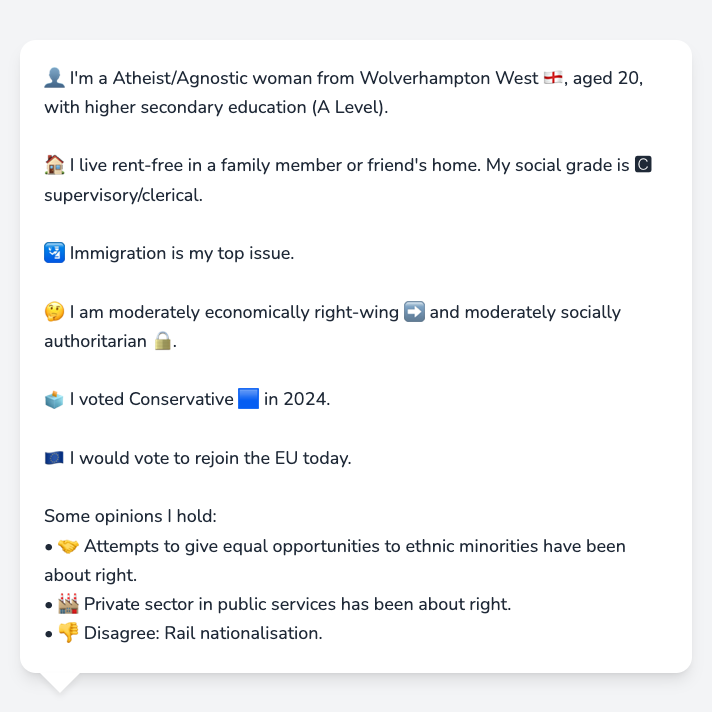 👤 I'm a Atheist/Agnostic woman from Wolverhampton West 🏴󠁧󠁢󠁥󠁮󠁧󠁿, aged 20,
with higher secondary education (A Level).
🏠 I live rent-free in a family member or friend's home. My social grade is 🅲
supervisory/clerical.
🛂 Immigration is my top issue.
🤔 I am moderately economically right-wing ➡️ and moderately socially
authoritarian 🔒.
🗳️ I voted Conservative 🟦 in 2024.
🇪🇺 I would vote to rejoin the EU today.
Some opinions I hold:
• 🤝 Attempts to give equal opportunities to ethnic minorities have been
about right.
• 🏭 Private sector in public services has been about right.
• 👎 Disagree: Rail nationalisation.